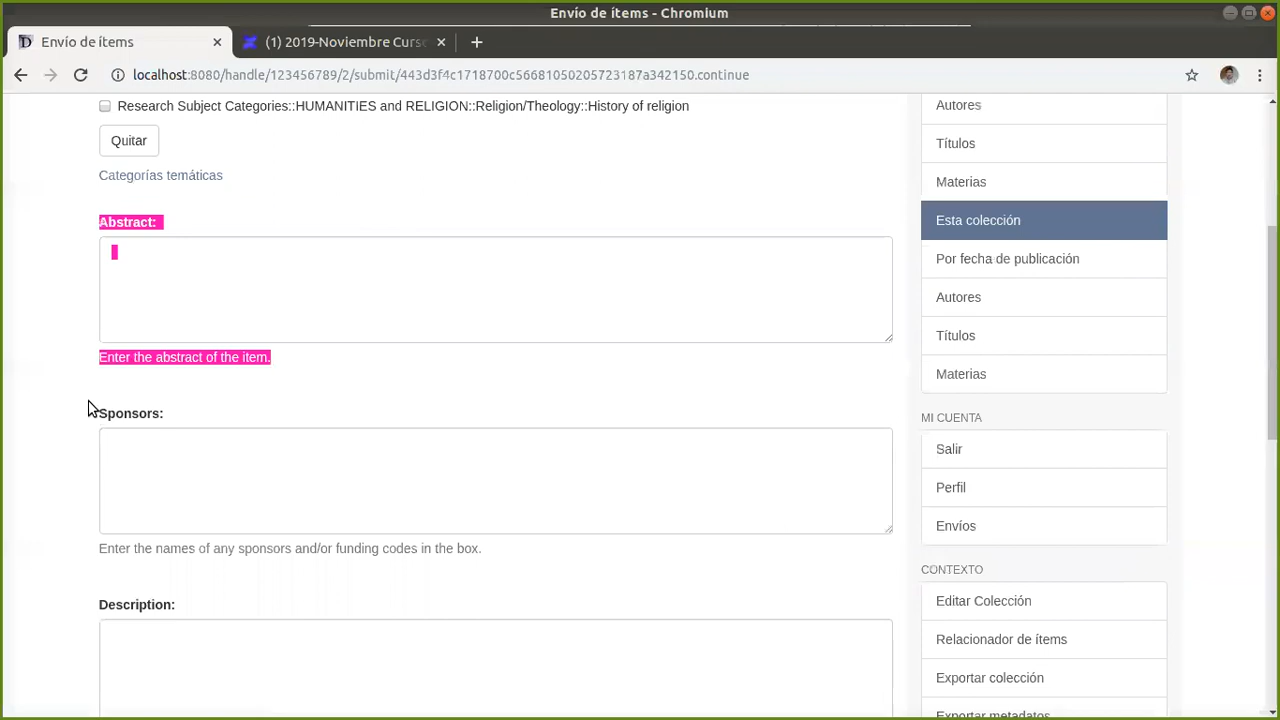 Envío de ítems - Chromium
Envío de ítems
(1) 2019-Noviembre Curs
localhost:8080/handle/123456789/2/submit/443d3f4c1718700c56681050205723187a342150.continue
Research Subject Categories::HUMANITIES and RELIGION::Religion/Theology::History of religion
Quitar
Categorías temáticas
Abstract:
Enter the abstract of the item.
Sponsors:
Enter the names of any sponsors and/or funding codes in the box.
Description:
Autores
Títulos
Materias
Esta colección
Por fecha de publicación
Autores
Títulos
Materias
MI CUENTA
Salir
Perfil
Envíos
CONTEXTO
Editar Colección
Relacionador de ítems
Exportar colección
Exportar metadatos